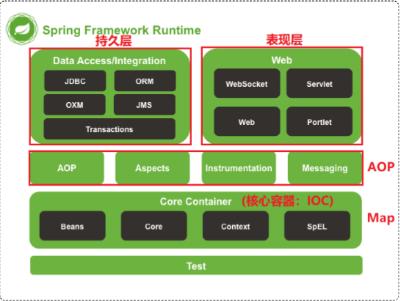 Spring Framework Runtime
持久层 表现层
Data Access/Integration Web
JDBC ORM WebSocket Servlet
OXM JMS Web Portlet
Transactions
AOP Aspects Instrumentation Messaging AOP
Core Container (核心容器：IOC)
Beans Core Context SpEL Map
Test